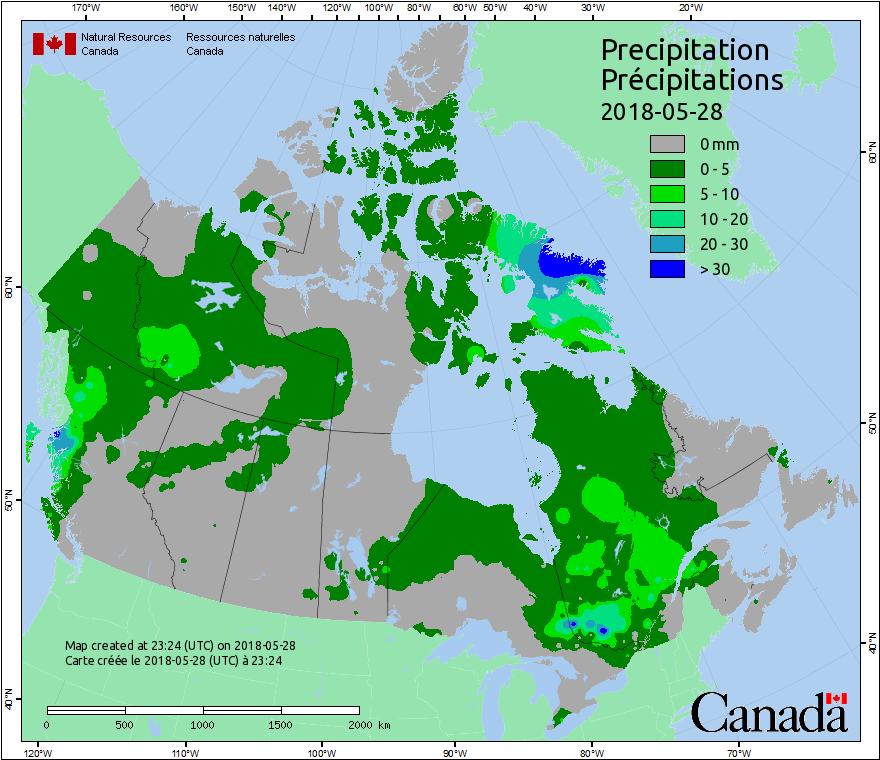 170°W 160°W 150°W 140°W 130°W 120°W 110°W 100°W 90°W 80°W 60°W 50°W 40°W 30°W 20°W
Natural Resources Ressources naturelles
Canada Canada
Precipitation
Précipitations
2018-05-28
0 mm
0 - 5
5 - 10
10 - 20
20 - 30
> 30
60°N
60°N
50°N
50°N
40°N
40°N
Map created at 23:24 (UTC) on 2018-05-28
Carte créée le 2018-05-28 (UTC) à 23:24
0 500 1000 1500 2000 km
Canada
120°W 110°W 100°W 90°W 80°W 70°W